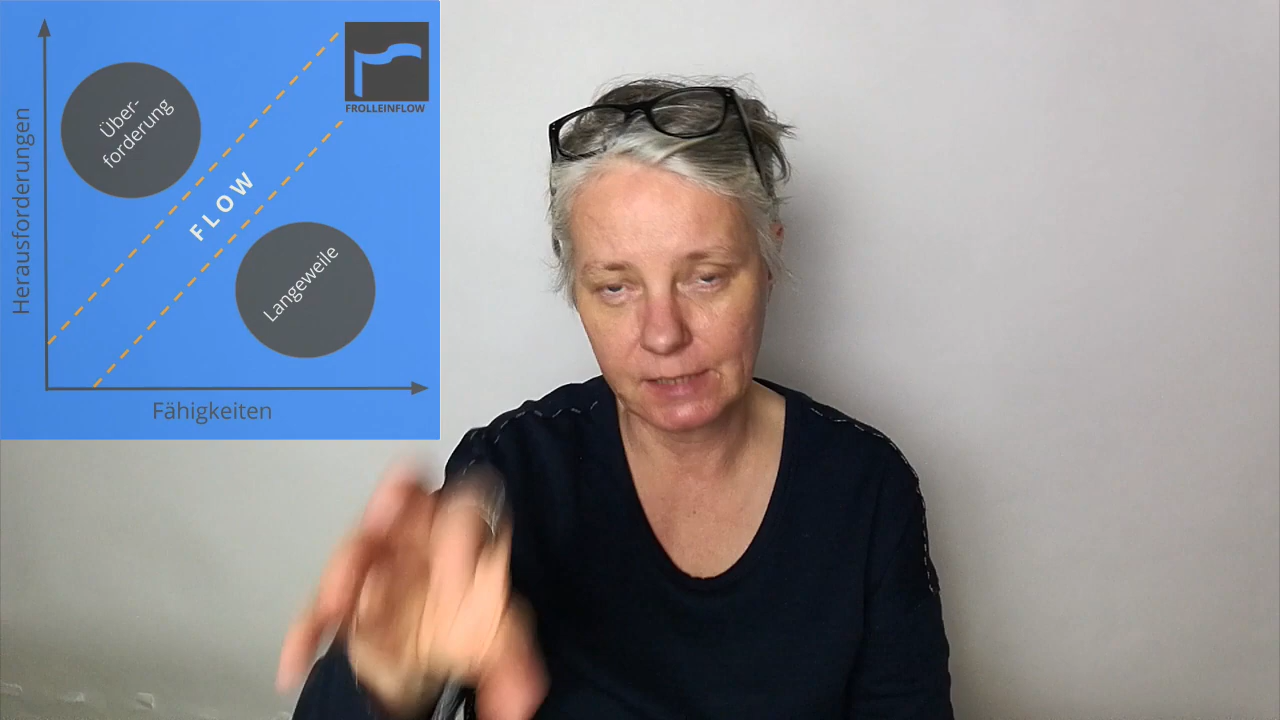 FROLLEINFLOW
Herausforderungen
Über-
forderung
FLOW
Langeweile
Fähigkeiten